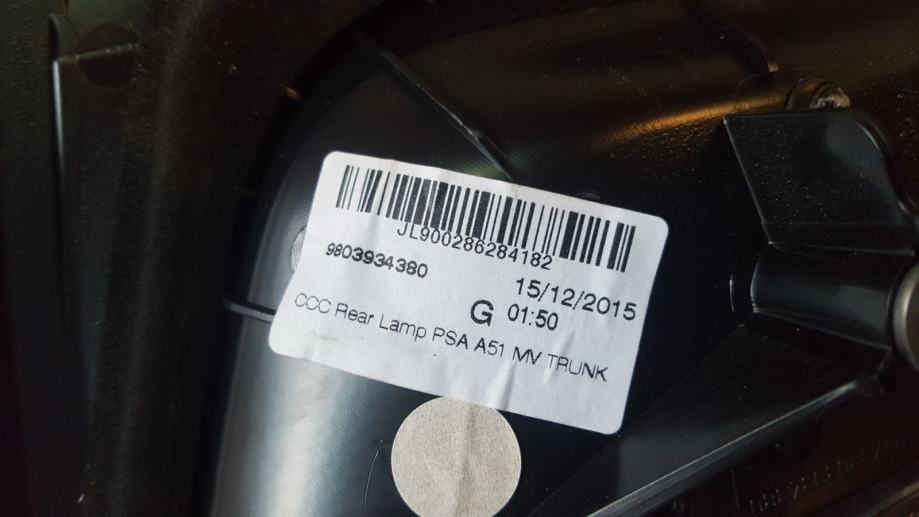 JL900286284182
9803934380
15/12/2015
G 01:50
CCC Rear Lamp PSA A51 MV TRUNK